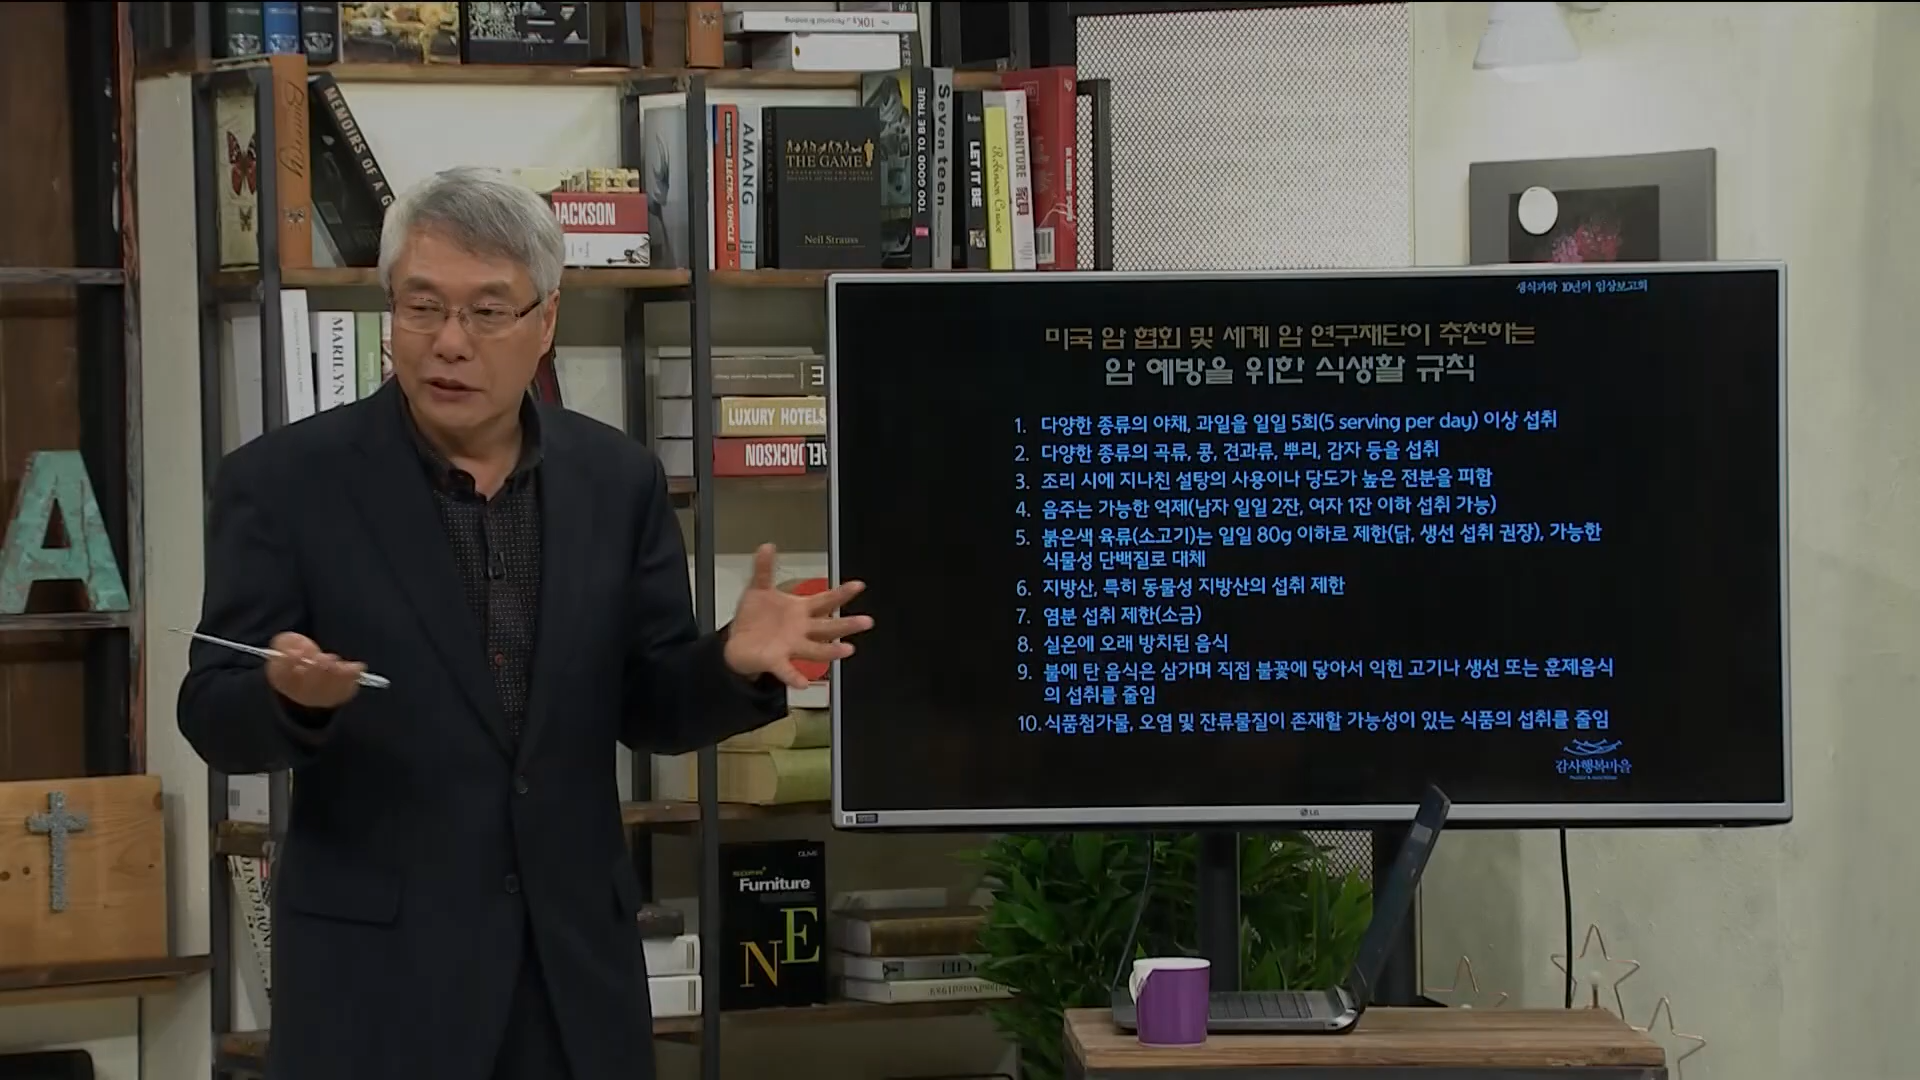 10Kg
MEMOIRS OF A G
JACKSON
AMANG
ELECTRIC VEHICLE
THE GAME
Neil Strauss
TOO GOOD TO BE TRUE
Seventeen
LET IT BE
Robinson Crusoe
FURNITURE
MARILYN
LUXURY HOTELS
JACKSON
A
생식과학 10년의 임상보고회
미국 암 협회 및 세계 암 연구재단이 추천하는
암 예방을 위한 식생활 규칙
1. 다양한 종류의 야채, 과일을 일일 5회(5 serving per day) 이상 섭취
2. 다양한 종류의 곡류, 콩, 견과류, 뿌리, 감자 등을 섭취
3. 조리 시에 지나친 설탕의 사용이나 당도가 높은 전분을 피함
4. 음주는 가능한 억제(남자 일일 2잔, 여자 1잔 이하 섭취 가능)
5. 붉은색 육류(소고기)는 일일 80g 이하로 제한(닭, 생선 섭취 권장), 가능한
식물성 단백질로 대체
6. 지방산, 특히 동물성 지방산의 섭취 제한
7. 염분 섭취 제한(소금)
8. 실온에 오래 방치된 음식
9. 불에 탄 음식은 삼가며 직접 불꽃에 닿아서 익힌 고기나 생선 또는 훈제음식
의 섭취를 줄임
10. 식품첨가물, 오염 및 잔류물질이 존재할 가능성이 있는 식품의 섭취를 줄임
감사행복마을
LG
Furniture
NE